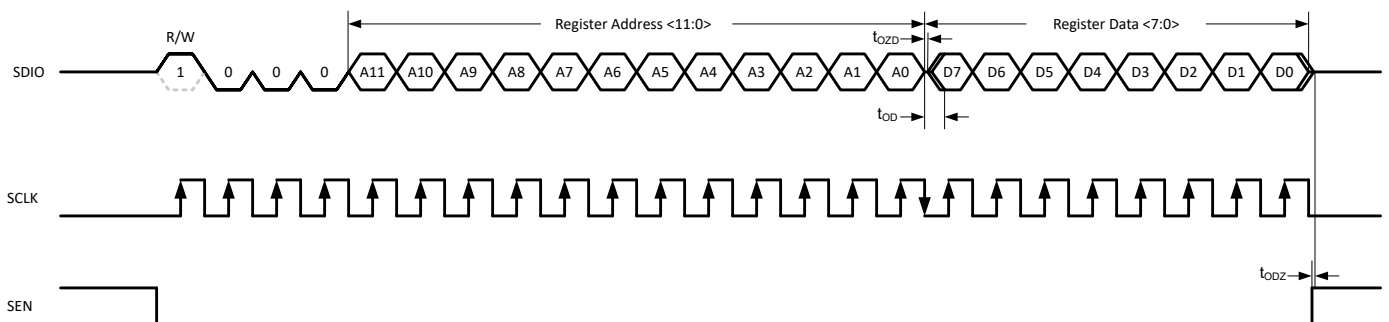 Register Address <11:0>
Register Data <7:0>
R/W
tOZD
SDIO
1 0 0 0 A11 A10 A9 A8 A7 A6 A5 A4 A3 A2 A1 A0 D7 D6 D5 D4 D3 D2 D1 D0
tOD
SCLK
tODZ
SEN